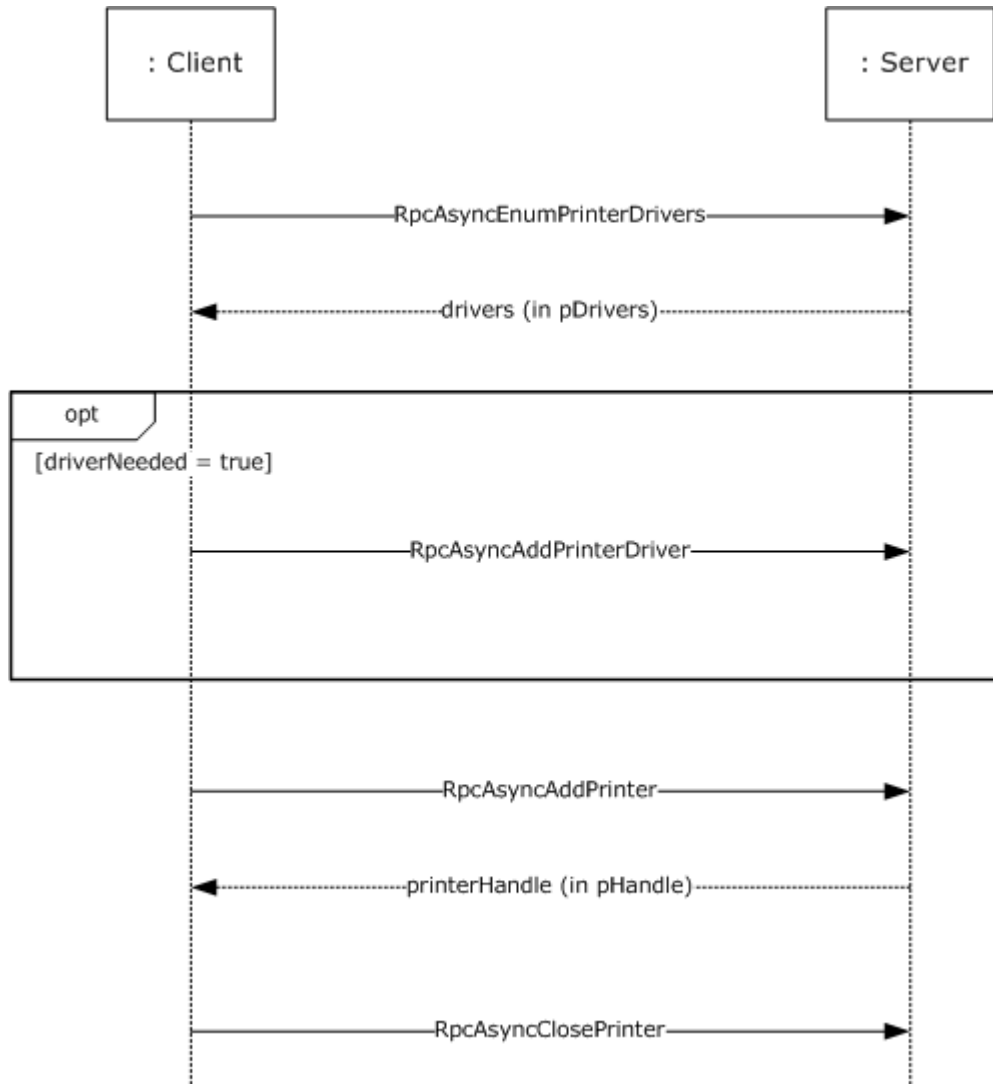 : Client
: Server
RpcAsyncEnumPrinterDrivers
drivers (in pDrivers)
opt
[driverNeeded = true]
RpcAsyncAddPrinterDriver
RpcAsyncAddPrinter
printerHandle (in pHandle)
RpcAsyncClosePrinter